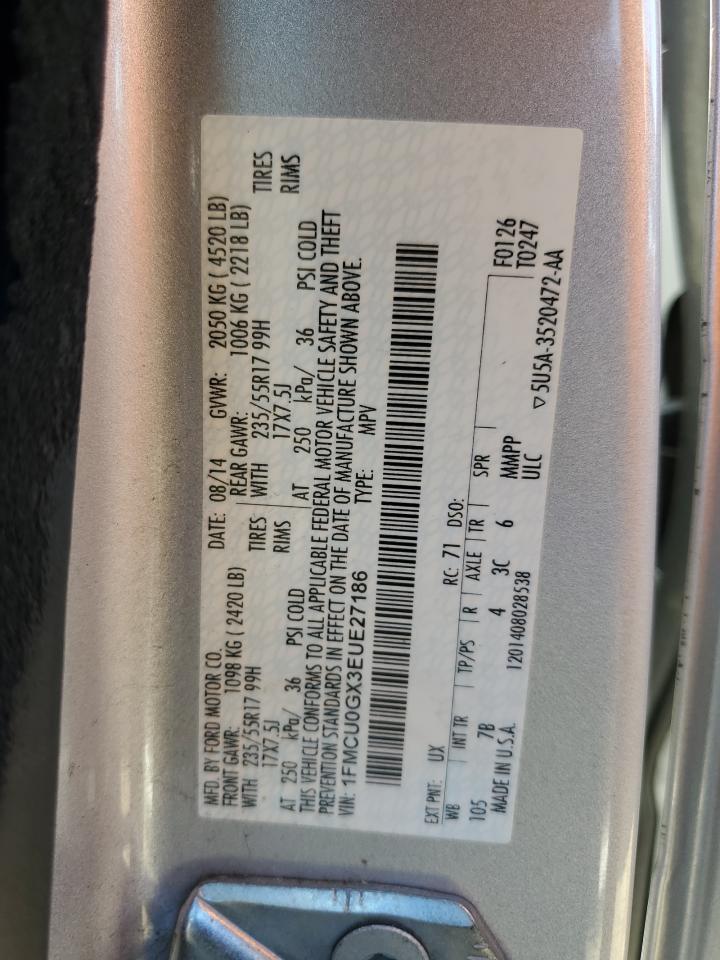 MFD. BY FORD MOTOR CO.
DATE: 08/14 GVWR: 2050 KG ( 4520 LB)
FRONT GAWR: 1098 KG ( 2420 LB) REAR GAWR: 1006 KG ( 2218 LB)
WITH 235/55R17 99H TIRES WITH 235/55R17 99H TIRES
17X7.5J RIMS 17X7.5J RIMS
AT 250 kPa/ 36 PSI COLD AT 250 kPa/ 36 PSI COLD
THIS VEHICLE CONFORMS TO ALL APPLICABLE FEDERAL MOTOR VEHICLE SAFETY AND THEFT
PREVENTION STANDARDS IN EFFECT ON THE DATE OF MANUFACTURE SHOWN ABOVE.
VIN: 1FMCU0GX3EUE27186 TYPE: MPV
EXT PNT: UX RC: 71 DSO:
WB INT TR TP/PS R AXLE TR SPR F0126
105 7B 4 3C 6 MMPP T0247
MADE IN U.S.A. 1201408028538 ULC
▽ 5U5A-3520472-AA